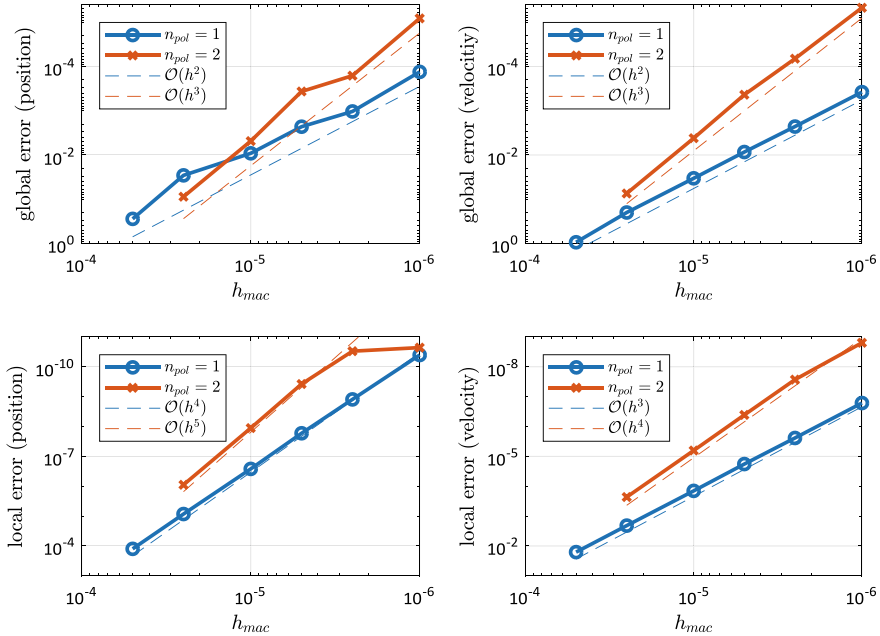 global error (position)
10^-4
10^-2
10^0
n_pol = 1
n_pol = 2
O(h^2)
O(h^3)
10^-4
10^-5
10^-6
h_mac
global error (velocitiy)
10^-4
10^-2
10^0
n_pol = 1
n_pol = 2
O(h^2)
O(h^3)
10^-4
10^-5
10^-6
h_mac
local error (position)
10^-10
10^-7
10^-4
n_pol = 1
n_pol = 2
O(h^4)
O(h^5)
10^-4
10^-5
10^-6
h_mac
local error (velocity)
10^-8
10^-5
10^-2
n_pol = 1
n_pol = 2
O(h^3)
O(h^4)
10^-4
10^-5
10^-6
h_mac